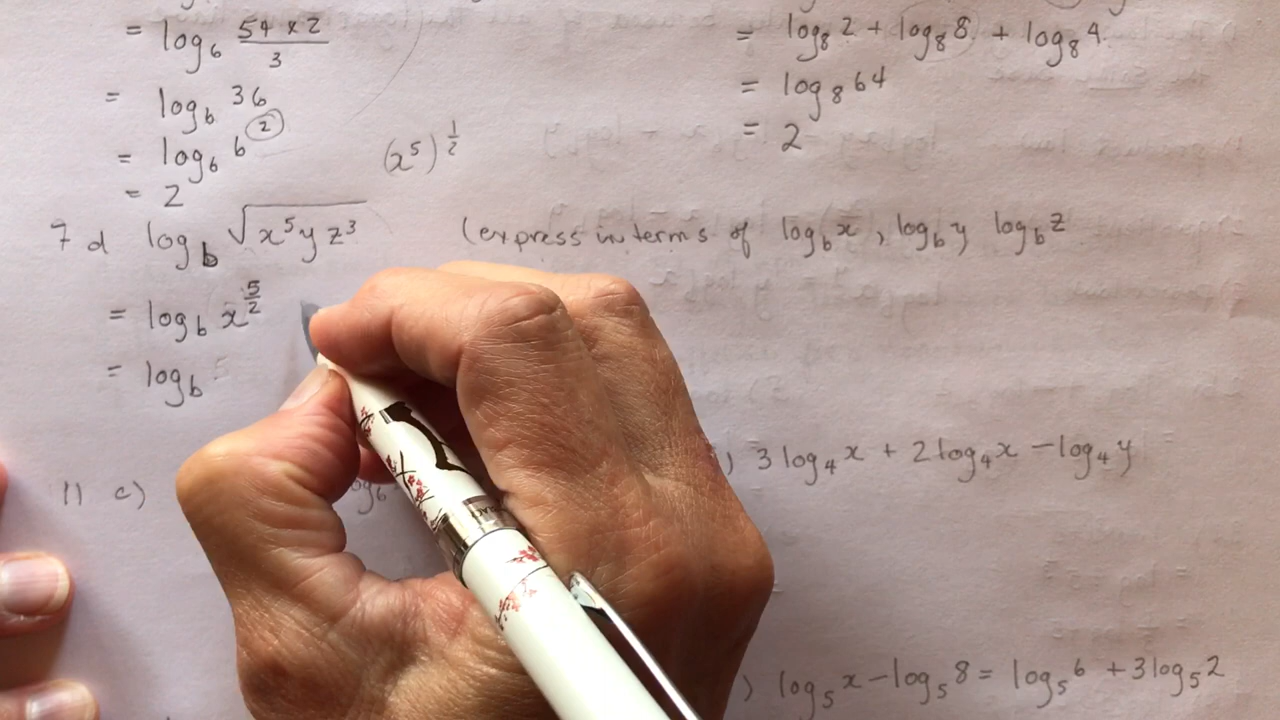 = log₆ (54 × 2)/3
= log₆ 36
= log₆ 6²
= 2
(x⁵)^(1/2)
= log₈ 2 + log₈ 8 + log₈ 4
= log₈ 64
= 2
7 d log_b √(x⁵yz³) (express in terms of log_b x, log_b y log_b z
= log_b x^(5/2)
= log_b
) 3 log₄ x + 2 log₄ x − log₄ y
11 c) log₆
) log₅ x − log₅ 8 = log₅ 6 + 3 log₅ 2